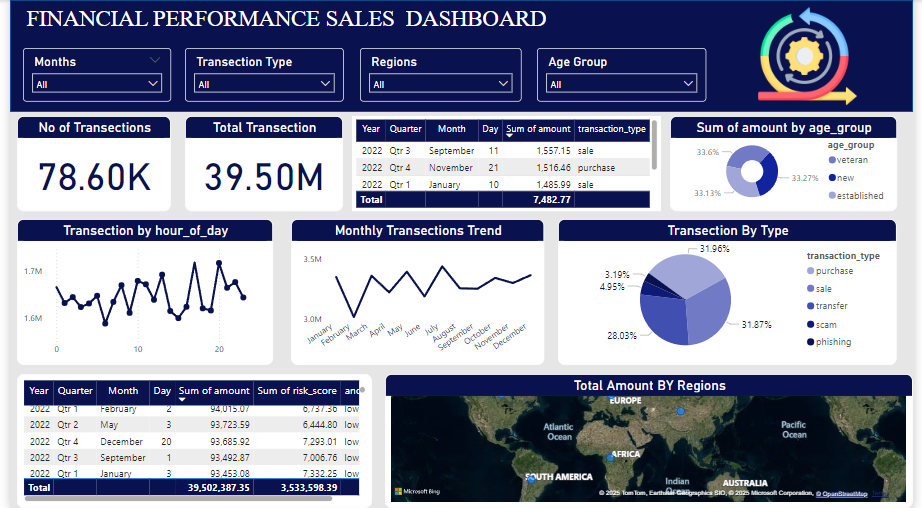 FINANCIAL PERFORMANCE SALES DASHBOARD
Months
All
Transection Type
All
Regions
All
Age Group
All
No of Transections
78.60K
Total Transection
39.50M
Year Quarter Month Day Sum of amount transaction_type
2022 Qtr 3 September 11 1,557.15 sale
2022 Qtr 4 November 21 1,516.46 purchase
2022 Qtr 1 January 10 1,485.99 sale
Total 7,482.77
Sum of amount by age_group
33.6%
33.27%
33.13%
age_group
veteran
new
established
Transection by hour_of_day
1.7M
1.6M
0 10 20
Monthly Transections Trend
3.5M
3.0M
January February March April May June July August September October November December
Transection By Type
31.96%
3.19%
4.95%
28.03%
31.87%
transaction_type
purchase
sale
transfer
scam
phishing
Year Quarter Month Day Sum of amount Sum of risk_score
2022 Qtr 1 February 2 94,015.07 6,737.36 low
2022 Qtr 2 May 3 93,723.59 6,444.80 low
2022 Qtr 4 December 20 93,685.92 7,293.01 low
2022 Qtr 3 September 1 93,492.87 7,006.76 low
2022 Qtr 1 January 3 93,453.08 7,332.25 low
Total 39,502,387.35 3,533,598.39
Total Amount BY Regions
EUROPE
Atlantic
Ocean
Pacific
Ocean
AFRICA
SOUTH AMERICA
Indian
AUSTRALIA
Microsoft Bing
© 2025 TomTom, Earthstar Geographics SIO, © 2025 Microsoft Corporation, © OpenStreetMap